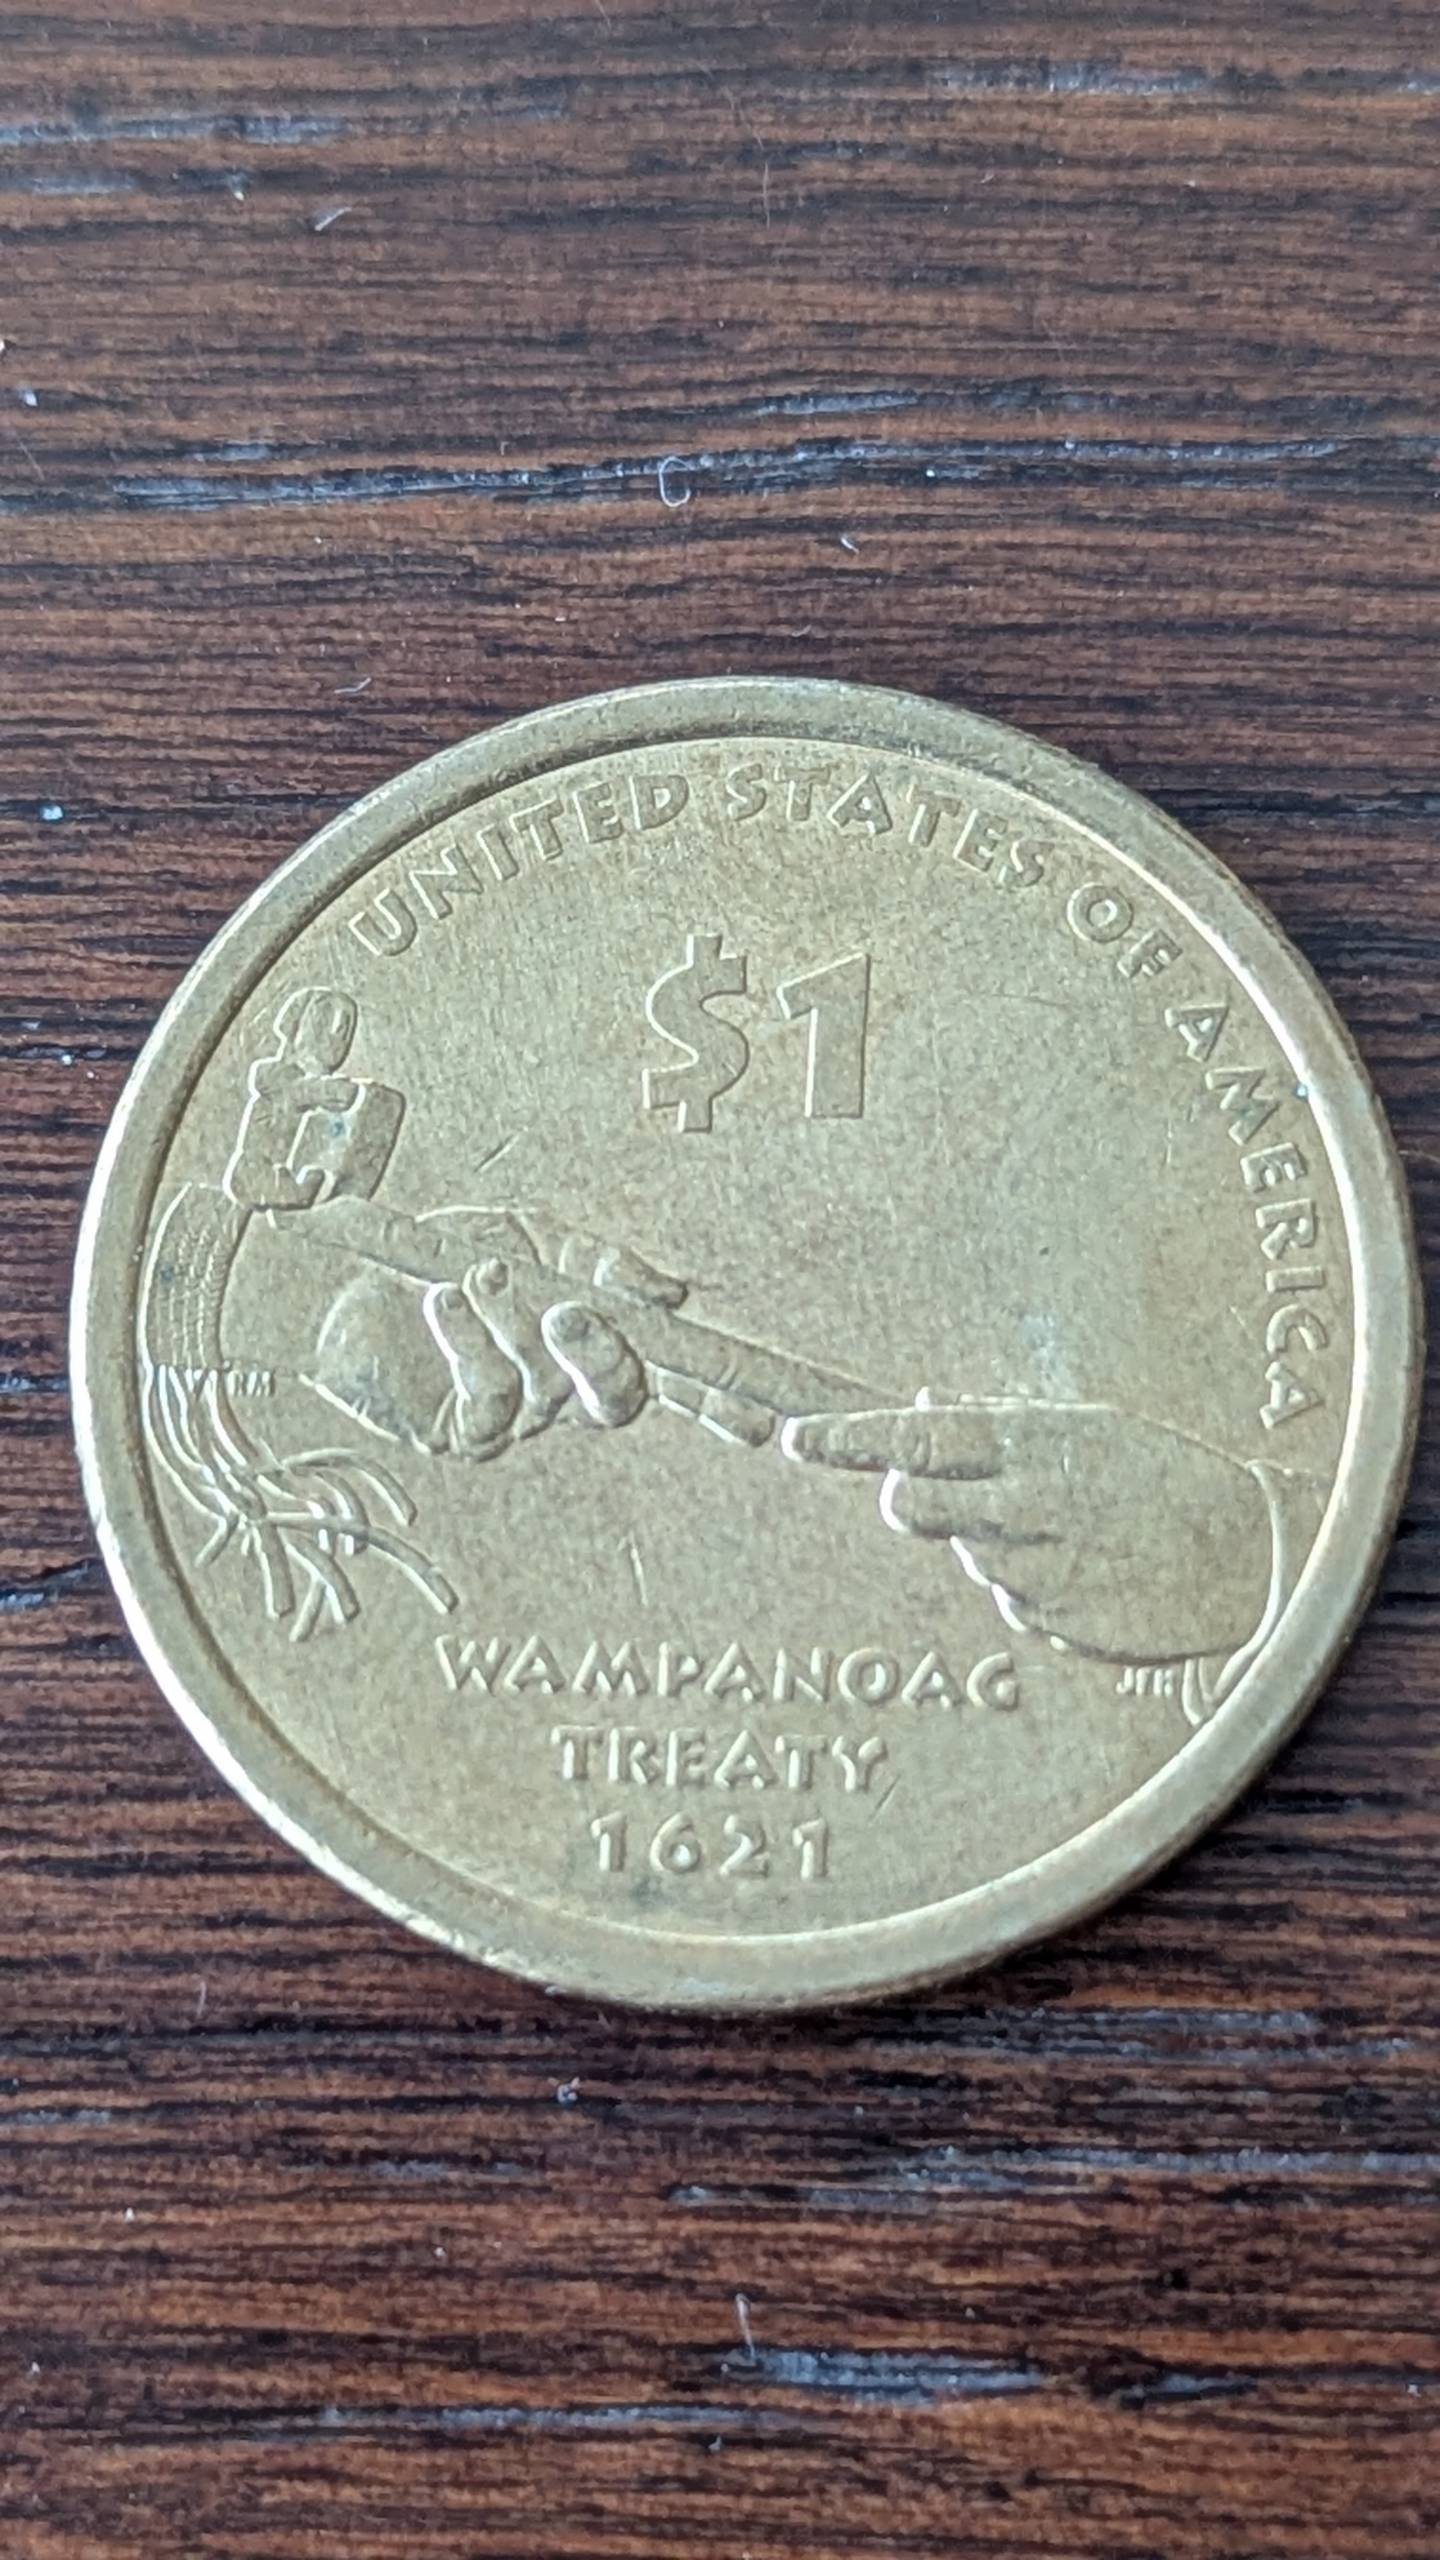 UNITED STATES OF AMERICA
$1
WAMPANOAG
TREATY
1621